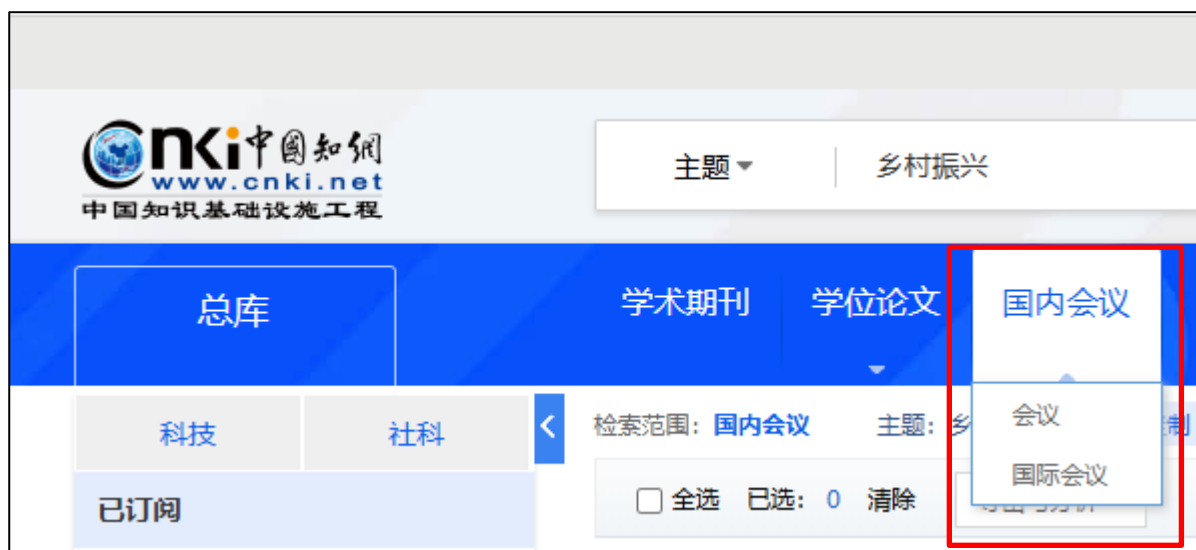 cnki中国知网
www.cnki.net
中国知识基础设施工程
主题 乡村振兴
总库 学术期刊 学位论文 国内会议
科技 社科
检索范围：国内会议 主题：乡 制
会议
国际会议
已订阅
全选 已选：0 清除